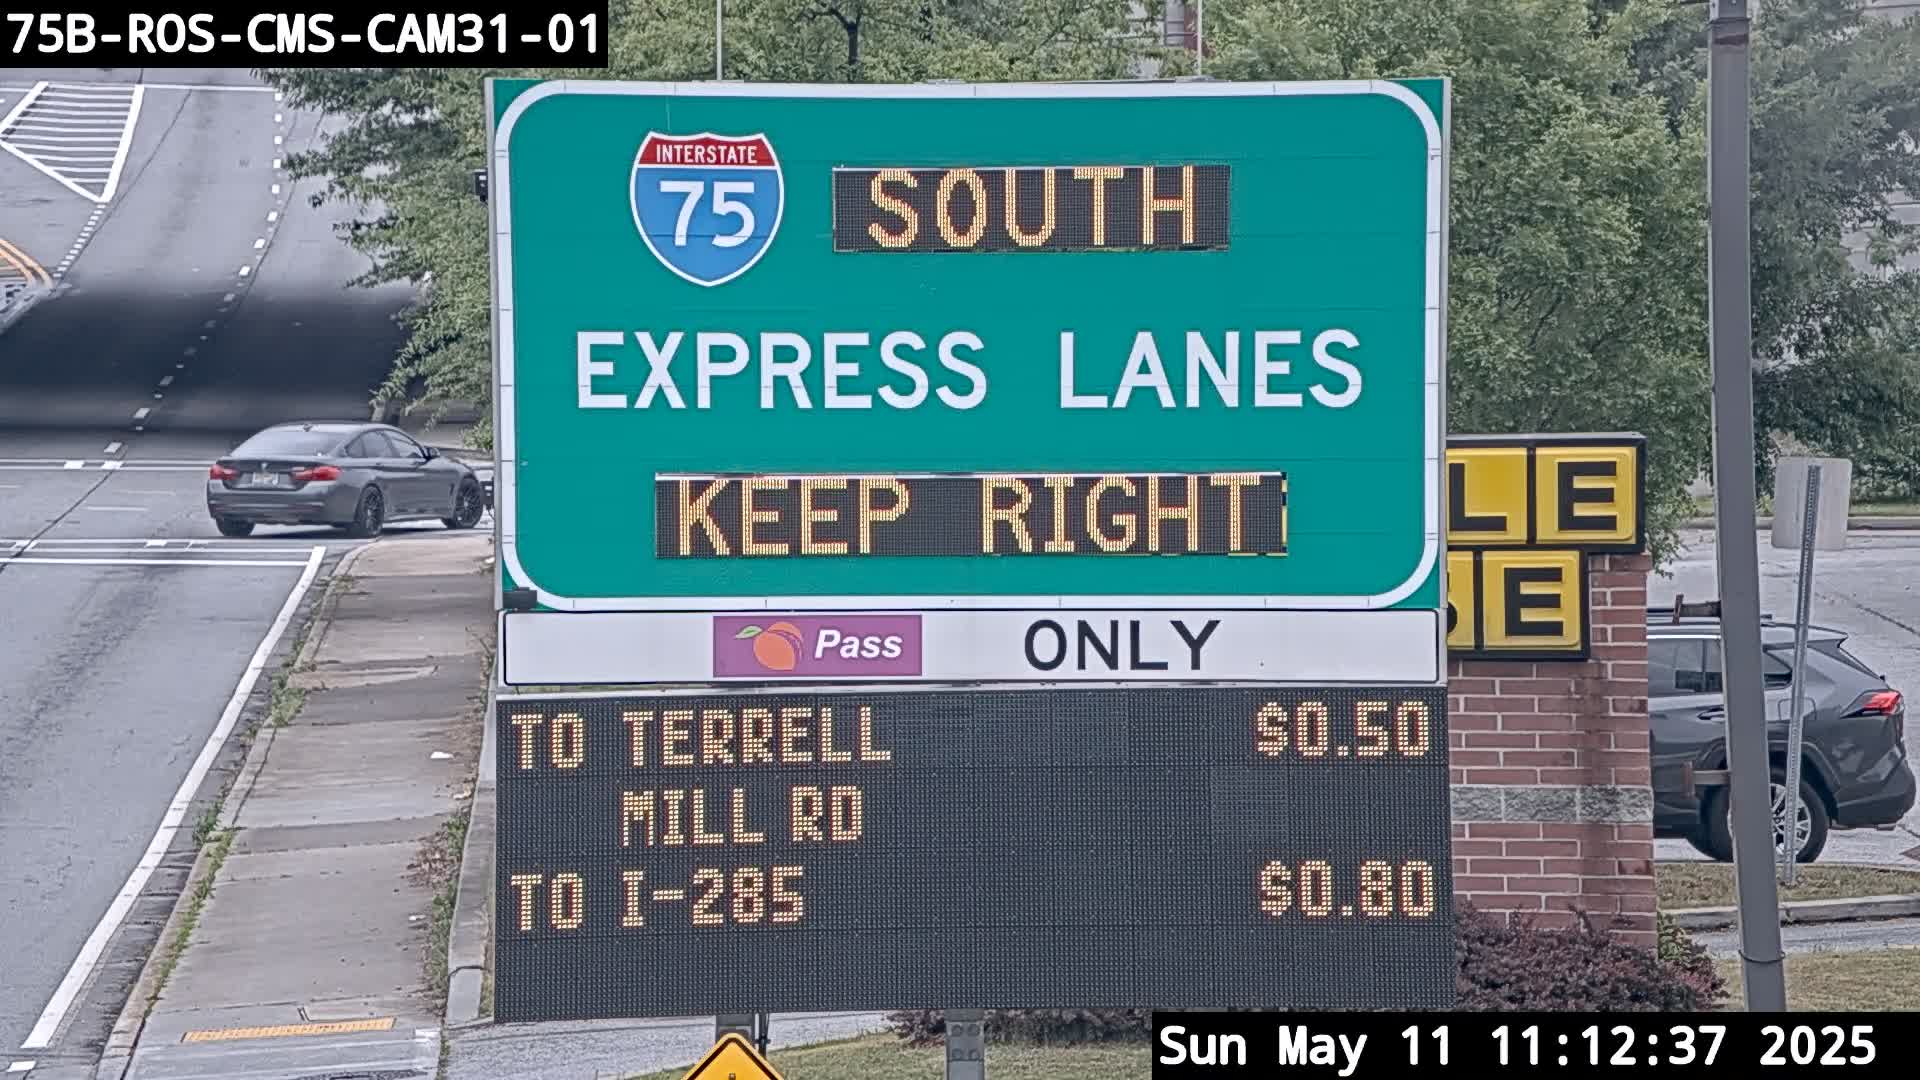 75B-ROS-CMS-CAM31-01
INTERSTATE
75
SOUTH
EXPRESS LANES
KEEP RIGHT
Pass ONLY
TO TERRELL $0.50
MILL RD
TO I-285 $0.80
LE
E
Sun May 11 11:12:37 2025